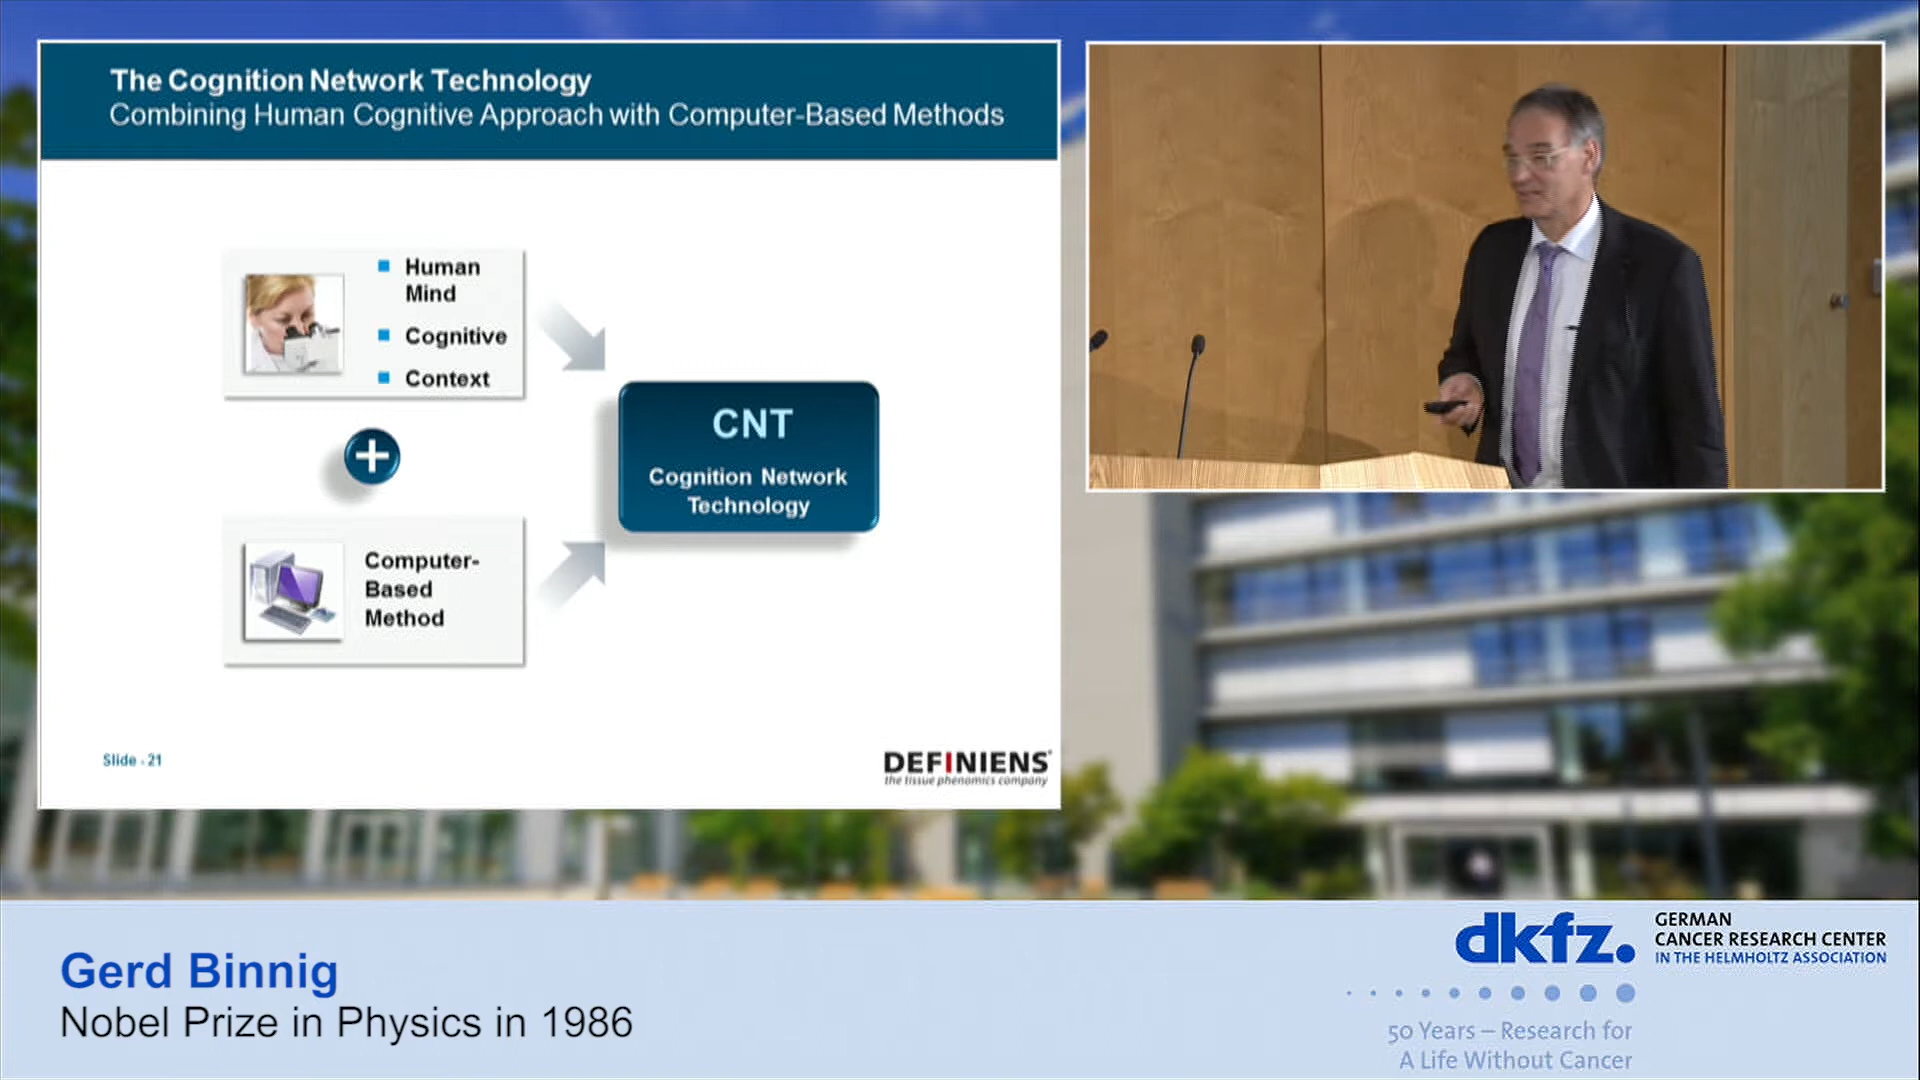 The Cognition Network Technology
Combining Human Cognitive Approach with Computer-Based Methods
Human
Mind
Cognitive
Context
Computer-
Based
Method
CNT
Cognition Network
Technology
Slide - 21
DEFINIENS
the tissue phenomics company
Gerd Binnig
Nobel Prize in Physics in 1986
dkfz.
GERMAN
CANCER RESEARCH CENTER
IN THE HELMHOLTZ ASSOCIATION
50 Years – Research for
A Life Without Cancer